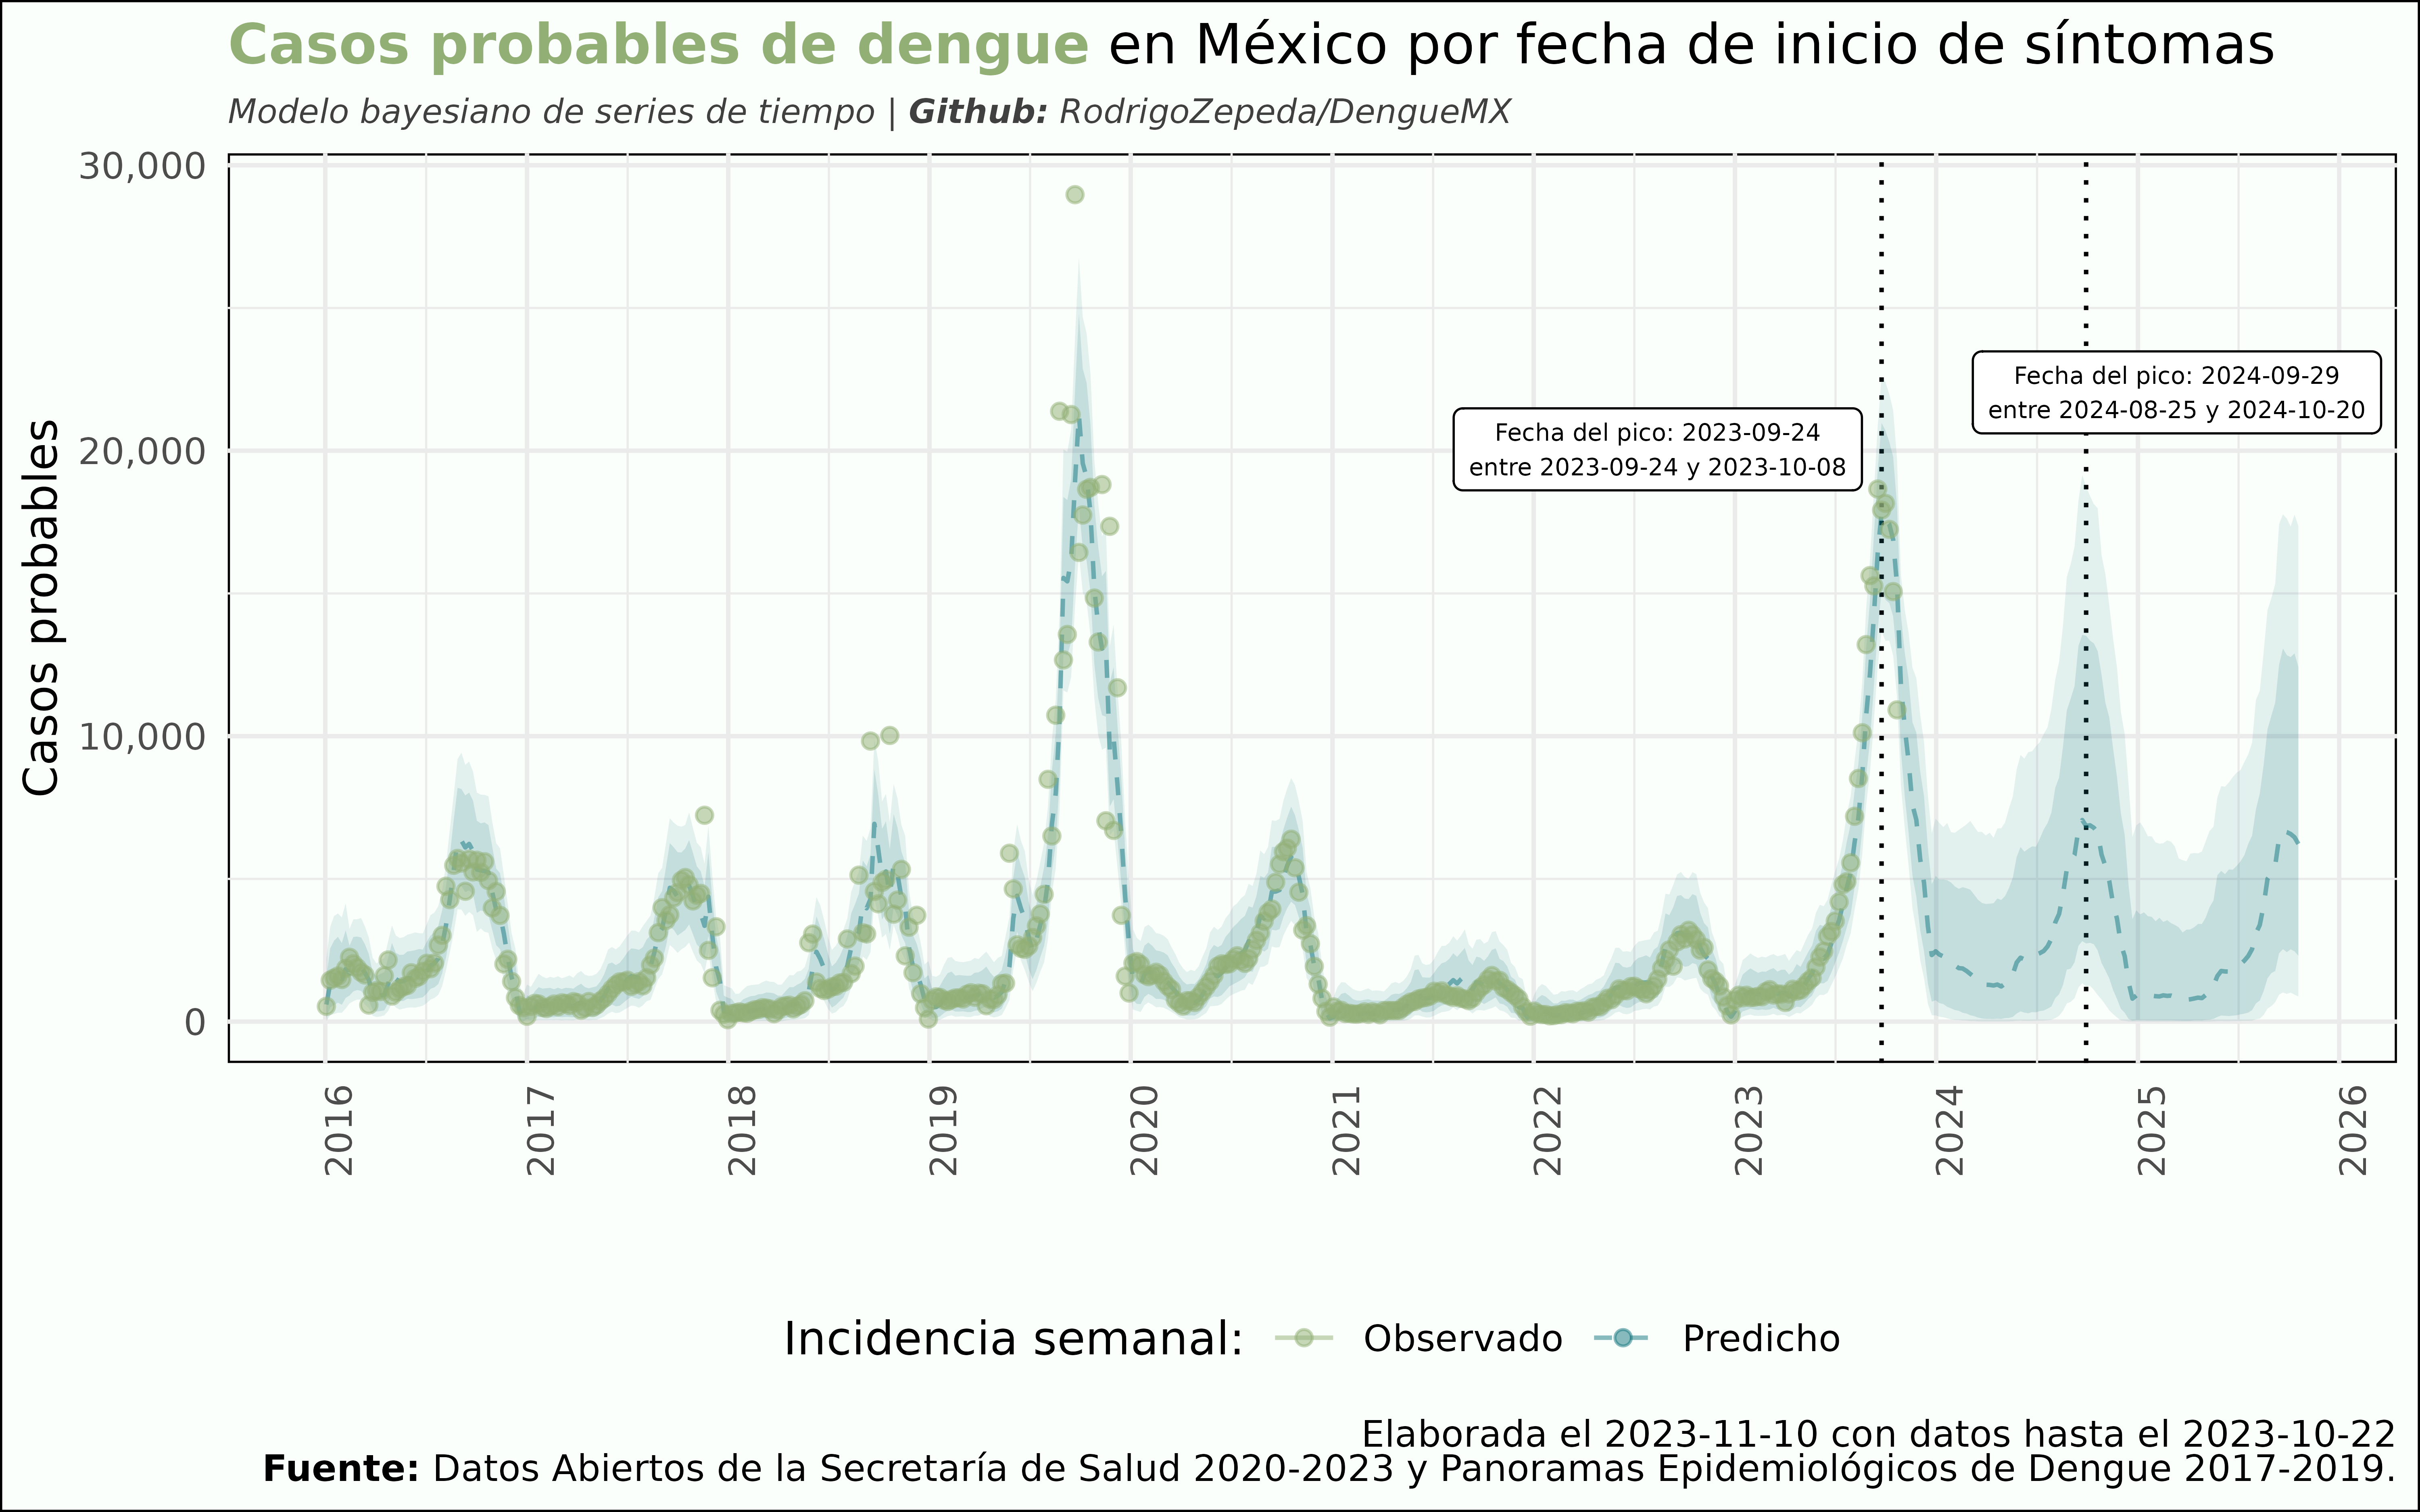 Casos probables de dengue en México por fecha de inicio de síntomas
Modelo bayesiano de series de tiempo | Github: RodrigoZepeda/DengueMX
Casos probables
30,000
20,000
10,000
0
Fecha del pico: 2023-09-24
entre 2023-09-24 y 2023-10-08
Fecha del pico: 2024-09-29
entre 2024-08-25 y 2024-10-20
2016
2017
2018
2019
2020
2021
2022
2023
2024
2025
2026
Incidencia semanal: Observado Predicho
Elaborada el 2023-11-10 con datos hasta el 2023-10-22
Fuente: Datos Abiertos de la Secretaría de Salud 2020-2023 y Panoramas Epidemiológicos de Dengue 2017-2019.